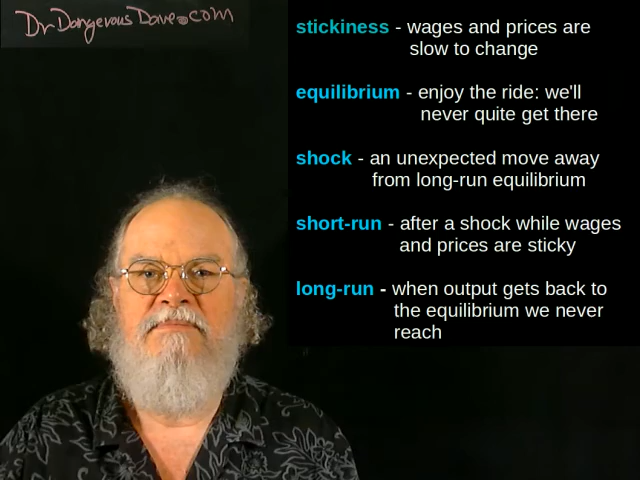 DrDangerousDave.com
stickiness - wages and prices are
slow to change
equilibrium - enjoy the ride: we'll
never quite get there
shock - an unexpected move away
from long-run equilibrium
short-run - after a shock while wages
and prices are sticky
long-run - when output gets back to
the equilibrium we never
reach